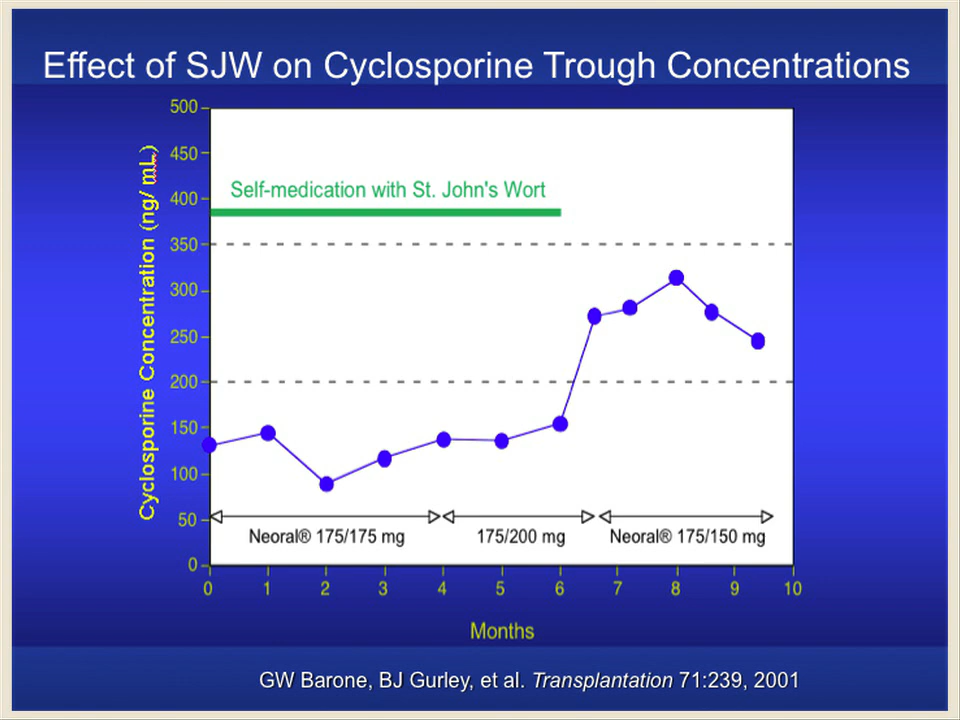 Effect of SJW on Cyclosporine Trough Concentrations
Cyclosporine Concentration (ng/ mL)
500
450
400
350
300
250
200
150
100
50
0
Self-medication with St. John's Wort
Neoral® 175/175 mg
175/200 mg
Neoral® 175/150 mg
0 1 2 3 4 5 6 7 8 9 10
Months
GW Barone, BJ Gurley, et al. Transplantation 71:239, 2001